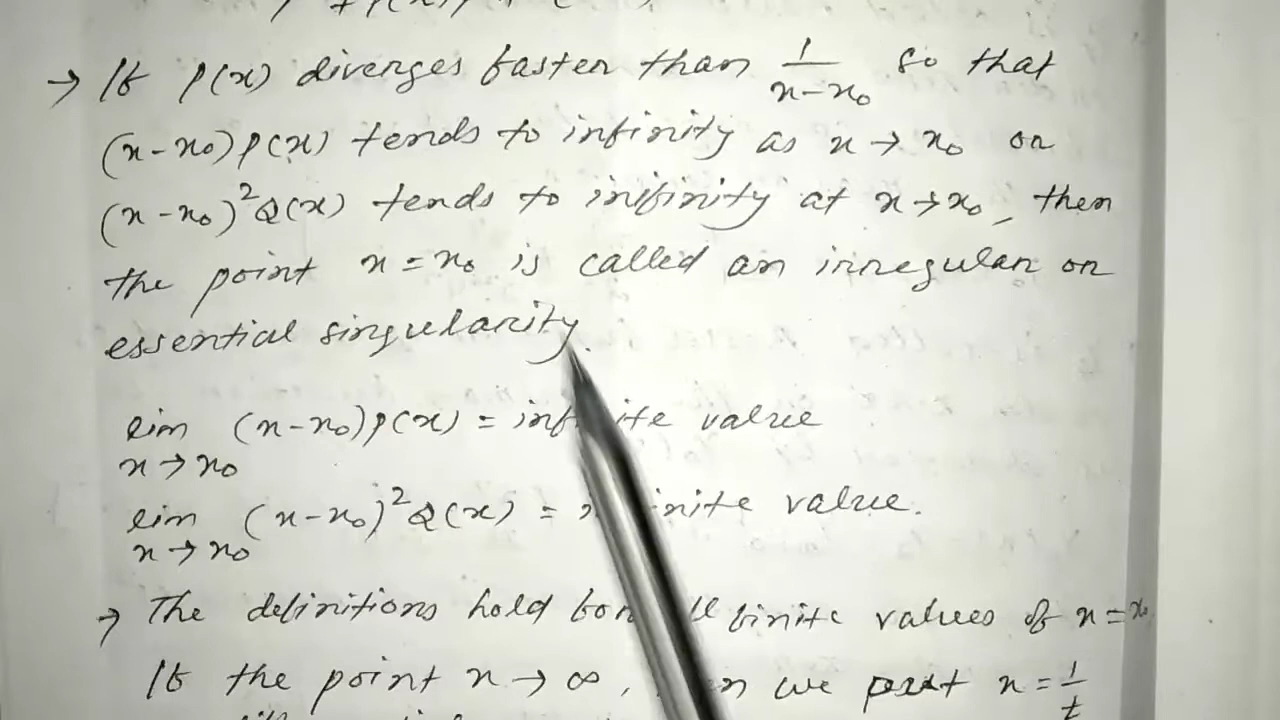 → If P(x) diverges faster than 1/(x-x₀) so that
(x-x₀)P(x) tends to infinity as x → x₀ or
(x-x₀)²Q(x) tends to inifinity at x→x₀, then
the point x = x₀ is called an irregular or
essential singularity.
lim (x-x₀)P(x) = infinite value
x → x₀
lim (x-x₀)²Q(x) = infinite value.
x → x₀
→ The definitions hold for all finite values of x = x₀
If the point x → ∞, we put x = 1/t